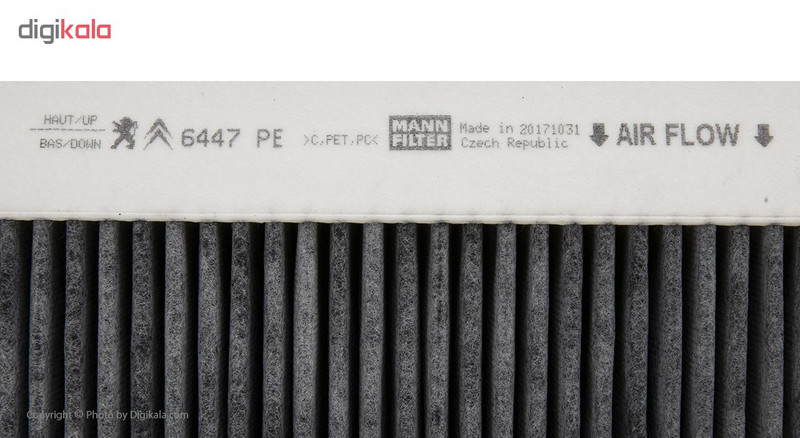 digikala
HAUT/UP
BAS/DOWN
6447 PE
>C,PET,PC<
MANN
FILTER
Made in 20171031
Czech Republic
AIR FLOW
Copyright © Photo by Digikala.com